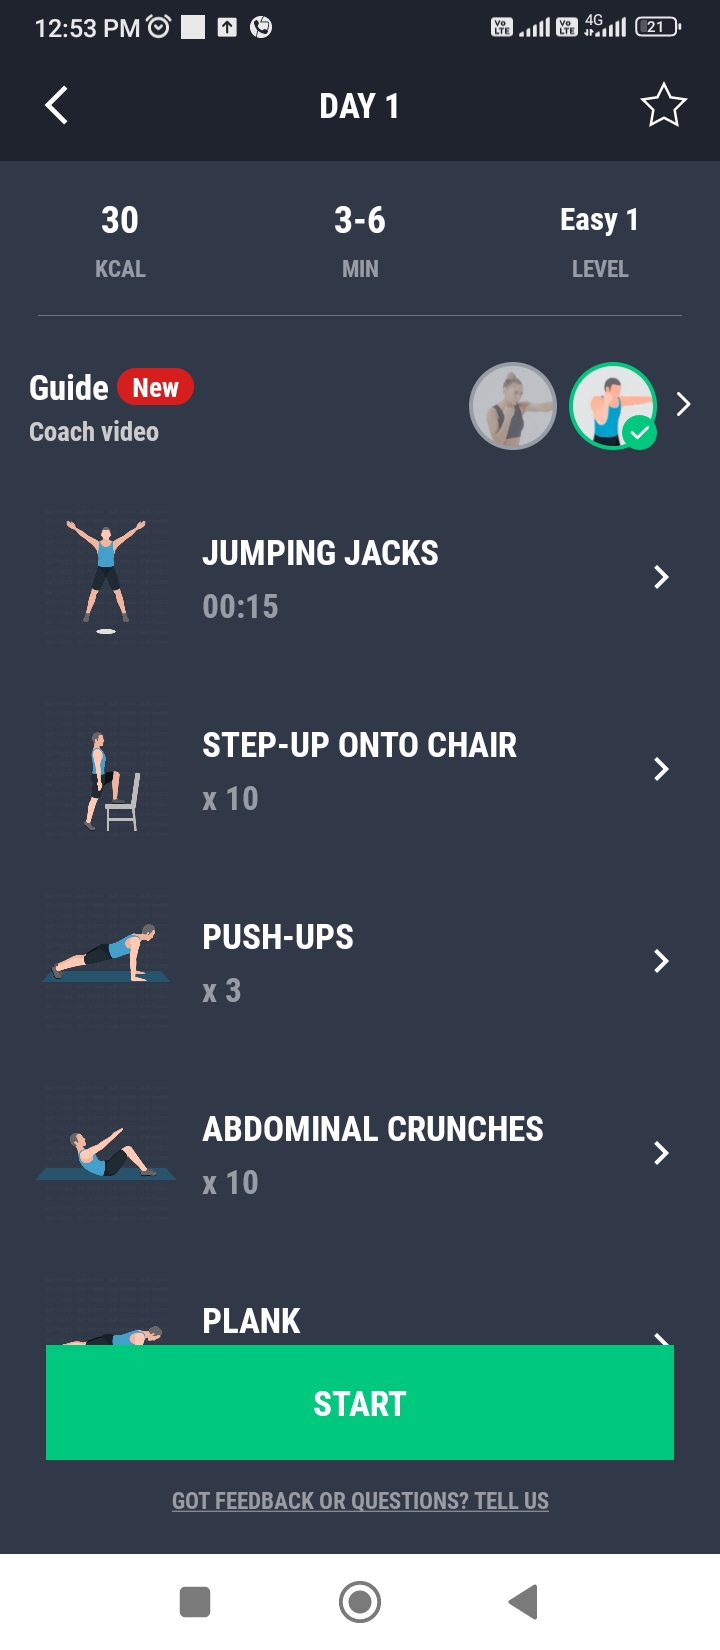 12:53 PM
Vo LTE
Vo LTE
4G
21
DAY 1
30
3-6
Easy 1
KCAL
MIN
LEVEL
Guide New
Coach video
JUMPING JACKS
00:15
STEP-UP ONTO CHAIR
x 10
PUSH-UPS
x 3
ABDOMINAL CRUNCHES
x 10
PLANK
START
GOT FEEDBACK OR QUESTIONS? TELL US